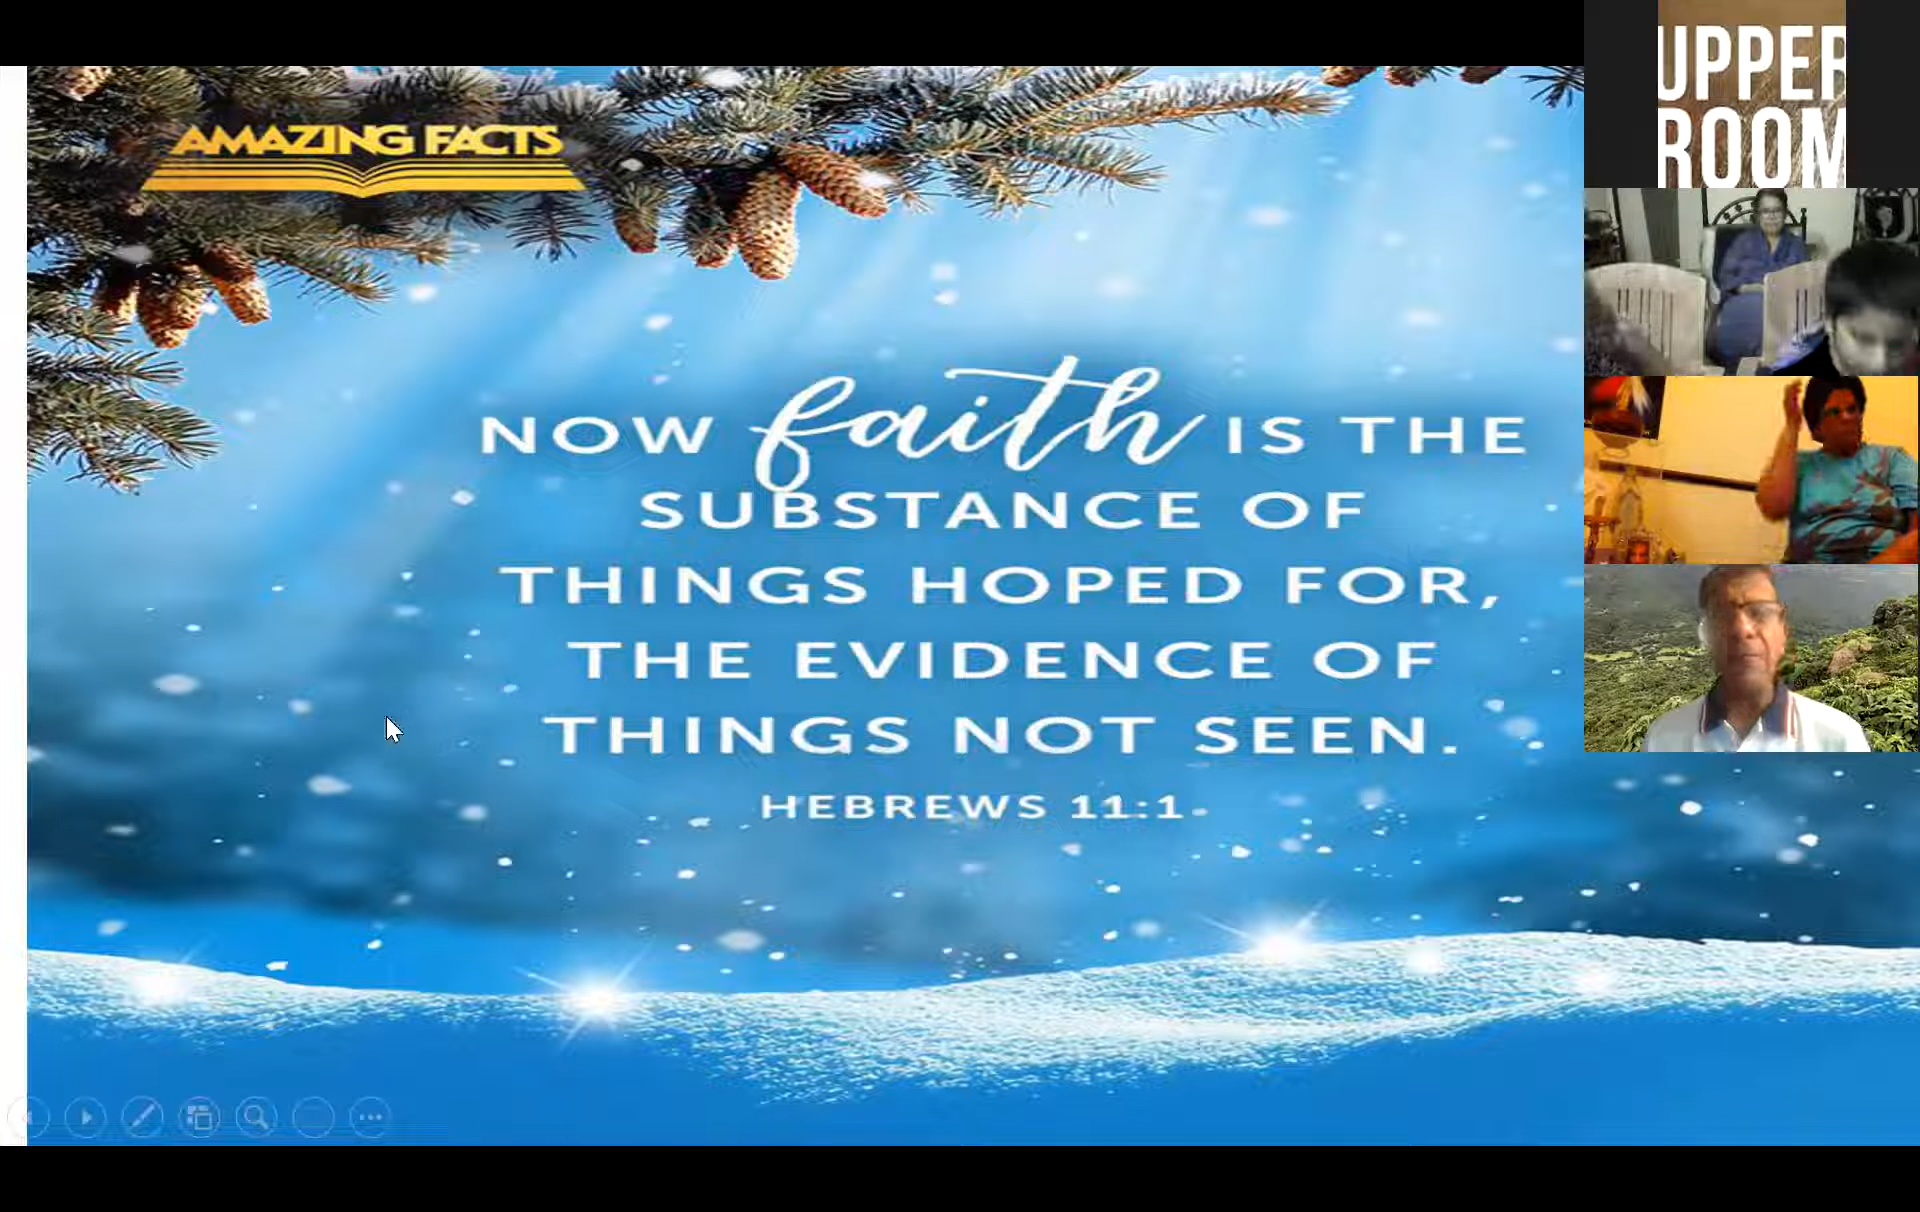 AMAZING FACTS
UPPER
ROOM
NOW faith IS THE
SUBSTANCE OF
THINGS HOPED FOR,
THE EVIDENCE OF
THINGS NOT SEEN.
HEBREWS 11:1